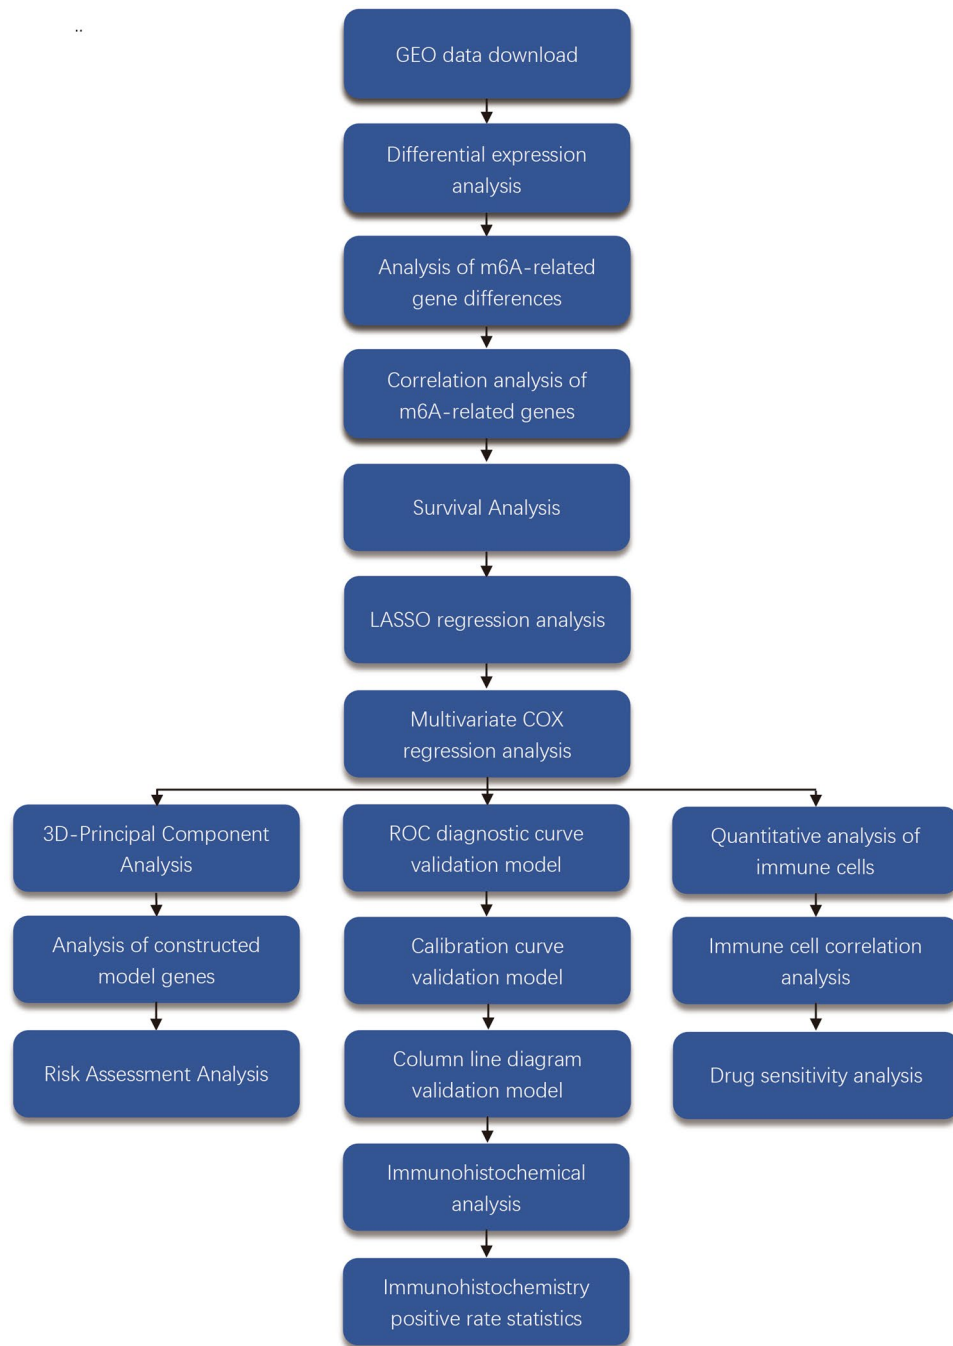 ..
GEO data download
Differential expression
analysis
Analysis of m6A-related
gene differences
Correlation analysis of
m6A-related genes
Survival Analysis
LASSO regression analysis
Multivariate COX
regression analysis
3D-Principal Component
Analysis
ROC diagnostic curve
validation model
Quantitative analysis of
immune cells
Analysis of constructed
model genes
Calibration curve
validation model
Immune cell correlation
analysis
Risk Assessment Analysis
Column line diagram
validation model
Drug sensitivity analysis
Immunohistochemical
analysis
Immunohistochemistry
positive rate statistics